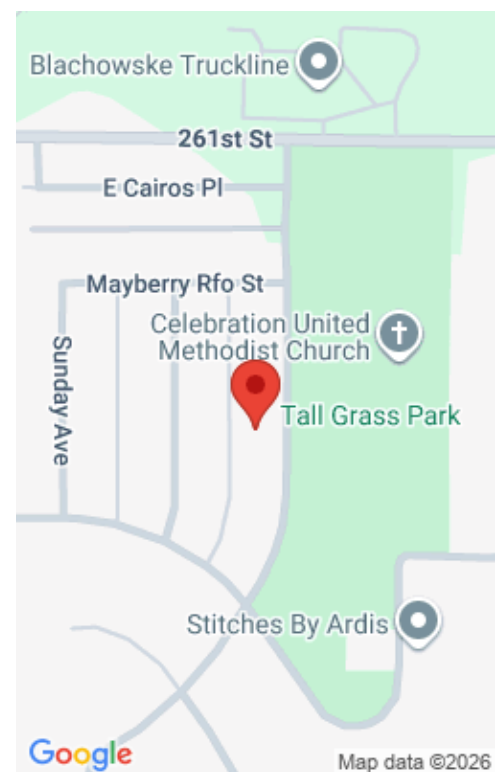 Blachowske Truckline
261st St
E Cairos Pl
Mayberry Rfo St
Celebration United
Methodist Church
Sunday Ave
Tall Grass Park
Stitches By Ardis
Google
Map data ©2026